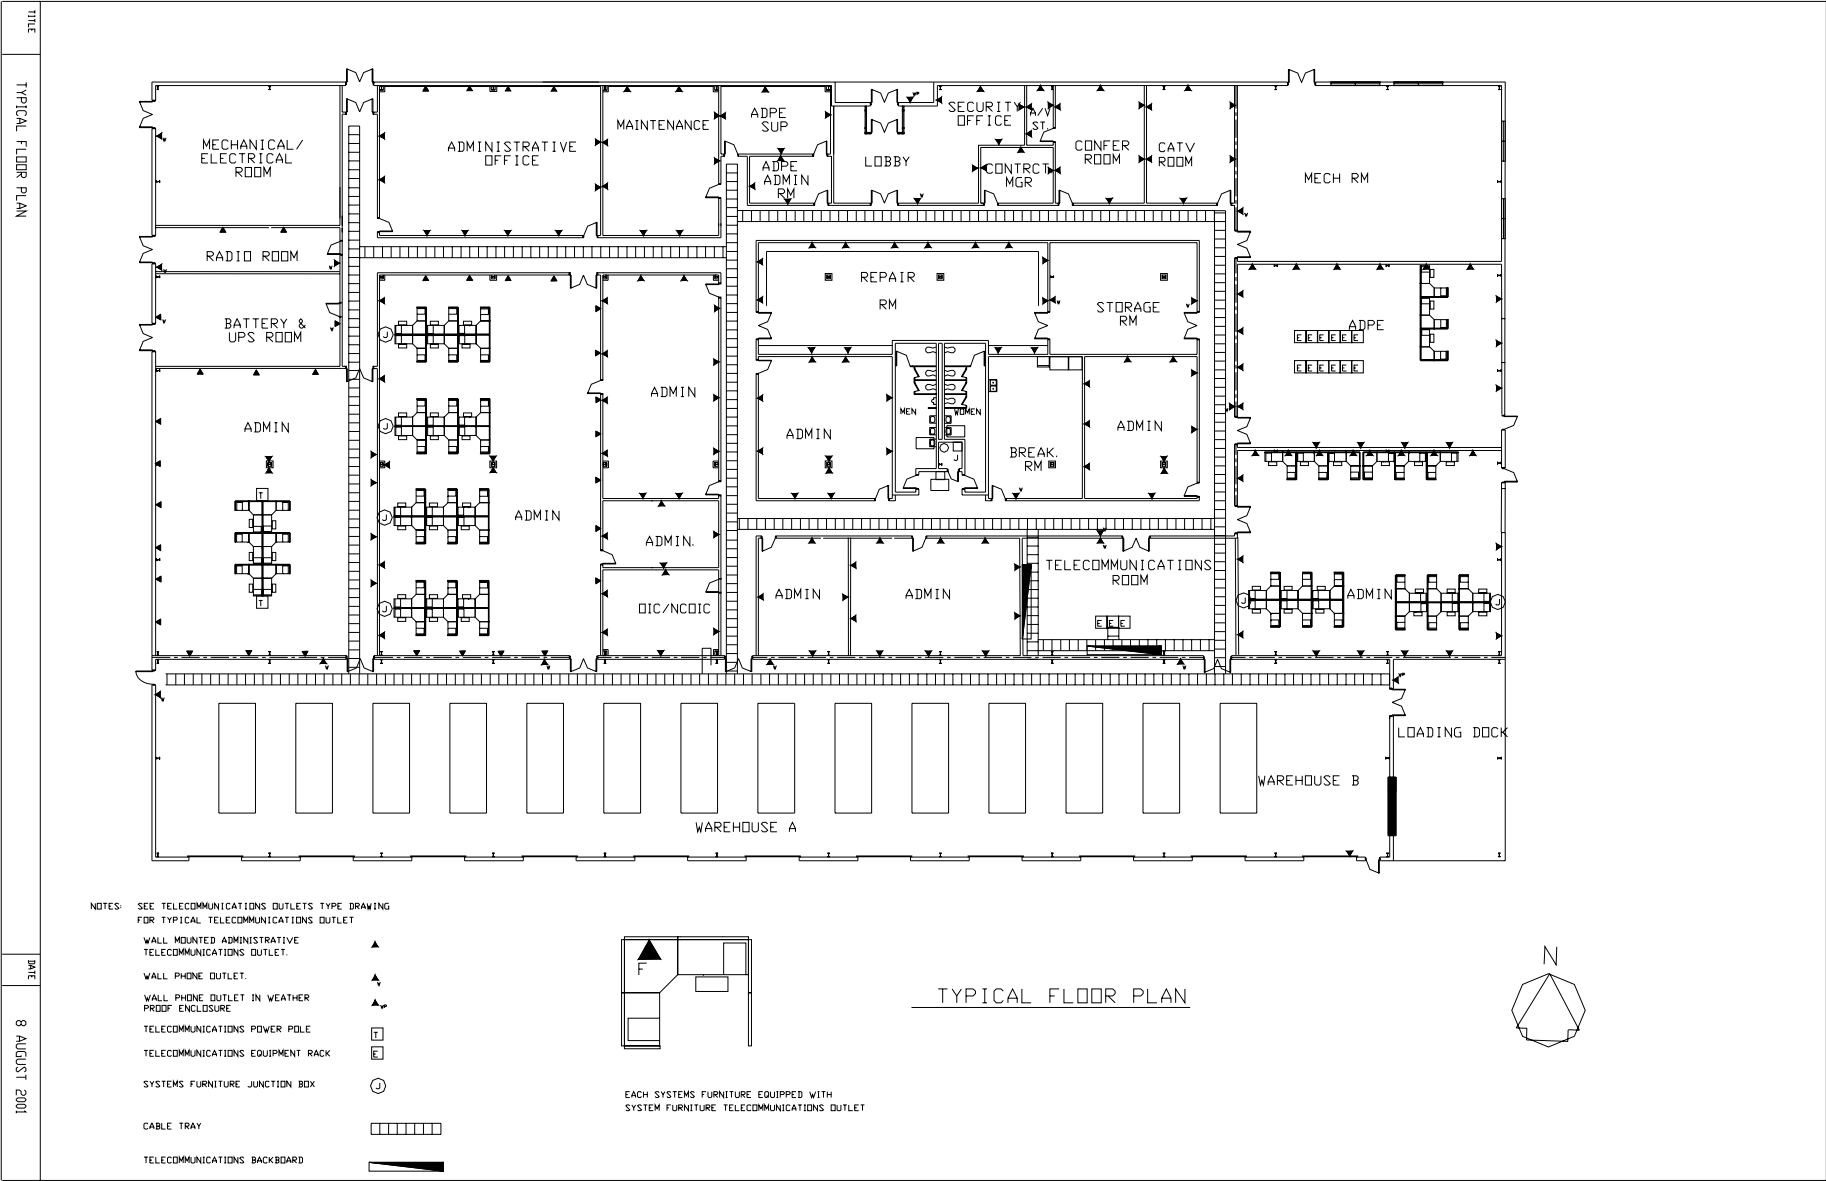 TITLE
TYPICAL FLOOR PLAN
DATE
8 AUGUST 2001
MECHANICAL/
ELECTRICAL
ROOM
ADMINISTRATIVE
OFFICE
MAINTENANCE
ADPE
SUP
ADPE
ADMIN
RM
LOBBY
SECURITY
OFFICE
A/V
ST.
CONTRCT
MGR
CONFER
ROOM
CATV
ROOM
MECH RM
RADIO ROOM
BATTERY &
UPS ROOM
REPAIR
RM
STORAGE
RM
ADPE
E E E E E E
E E E E E E
J
J
J
J
ADMIN
T
T
ADMIN
ADMIN
ADMIN.
OIC/NCOIC
ADMIN
MEN
WOMEN
J
BREAK.
RM
ADMIN
ADMIN
ADMIN
TELECOMMUNICATIONS
ROOM
E E E
J
ADMIN
J
LOADING DOCK
WAREHOUSE B
WAREHOUSE A
NOTES: SEE TELECOMMUNICATIONS OUTLETS TYPE DRAWING
FOR TYPICAL TELECOMMUNICATIONS OUTLET
WALL MOUNTED ADMINISTRATIVE
TELECOMMUNICATIONS OUTLET.
WALL PHONE OUTLET.
W
WALL PHONE OUTLET IN WEATHER
PROOF ENCLOSURE
WP
TELECOMMUNICATIONS POWER POLE
T
TELECOMMUNICATIONS EQUIPMENT RACK
E
SYSTEMS FURNITURE JUNCTION BOX
J
CABLE TRAY
TELECOMMUNICATIONS BACKBOARD
F
EACH SYSTEMS FURNITURE EQUIPPED WITH
SYSTEM FURNITURE TELECOMMUNICATIONS OUTLET
TYPICAL FLOOR PLAN
N